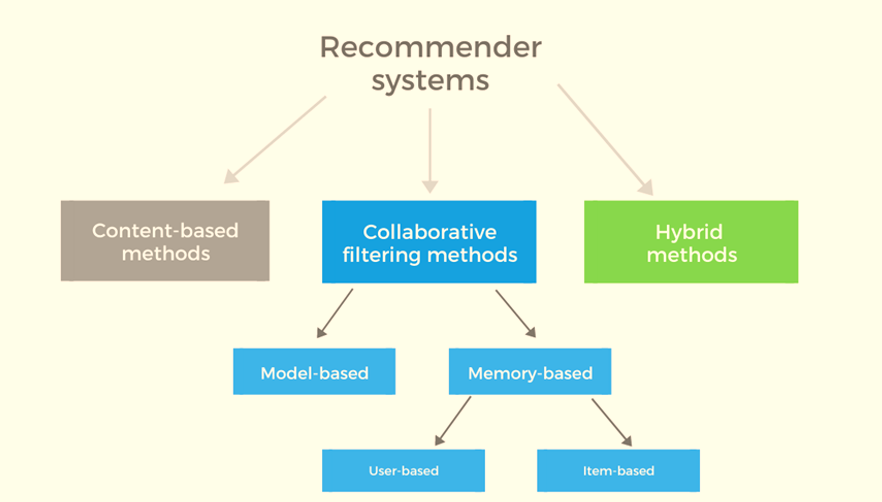 Recommender
systems
Content-based
methods
Collaborative
filtering methods
Hybrid
methods
Model-based
Memory-based
User-based
Item-based